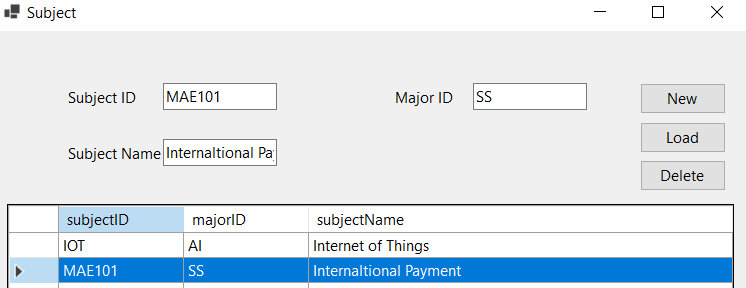 Subject
Subject ID MAE101 Major ID SS New
Load
Subject Name Internaltional Pa
Delete
subjectID majorID subjectName
IOT AI Internet of Things
MAE101 SS Internaltional Payment